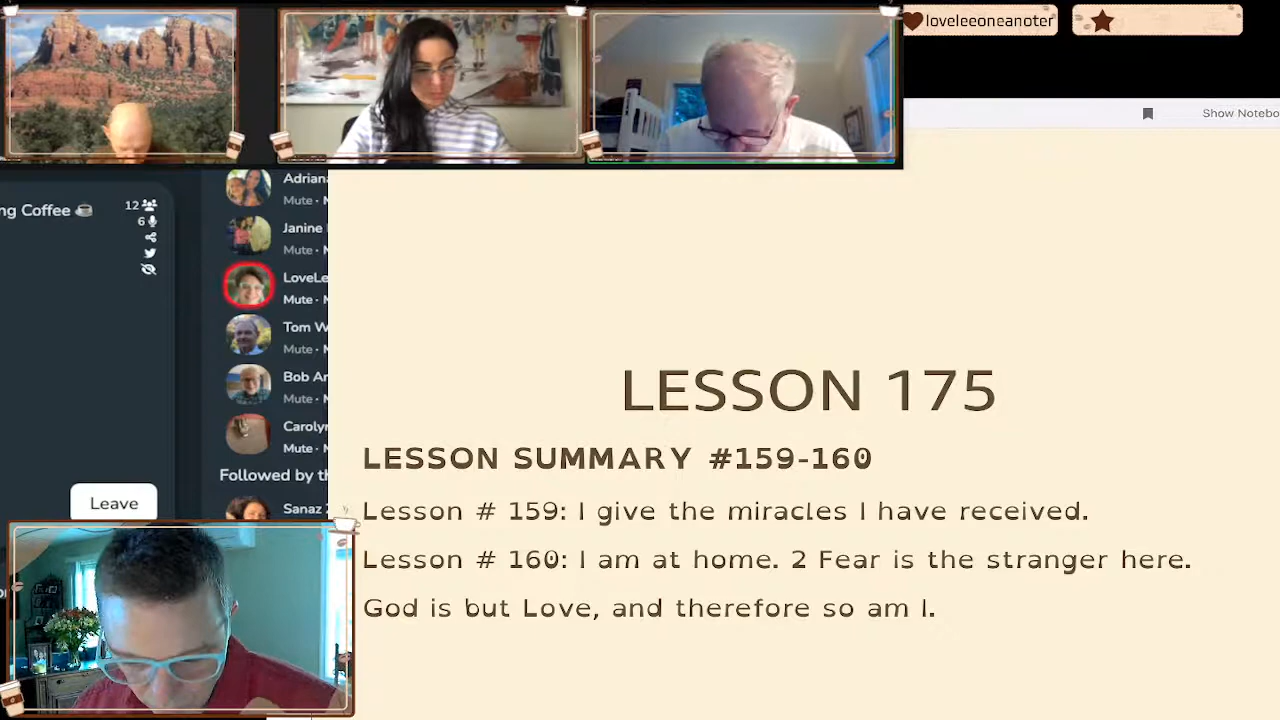 loveleeoneanoter
Show Notebo
ng Coffee
12
6
Adriana
Mute ·
Janine
Mute ·
LoveLe
Mute · M
Tom W
Mute · M
Bob Ar
Mute · M
Carolyn
Mute · M
Followed by th
Sanaz
Leave
LESSON 175
LESSON SUMMARY #159-160
Lesson # 159: I give the miracles I have received.
Lesson # 160: I am at home. 2 Fear is the stranger here.
God is but Love, and therefore so am I.